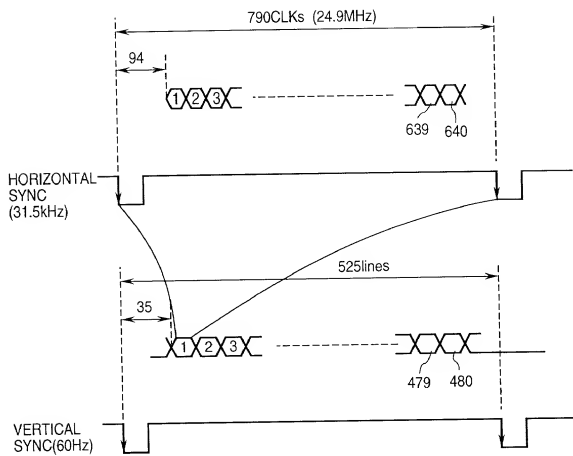 790CLKs (24.9MHz)
94
1 2 3
639 640
HORIZONTAL
SYNC
(31.5kHz)
525lines
35
1 2 3
479 480
VERTICAL
SYNC(60Hz)